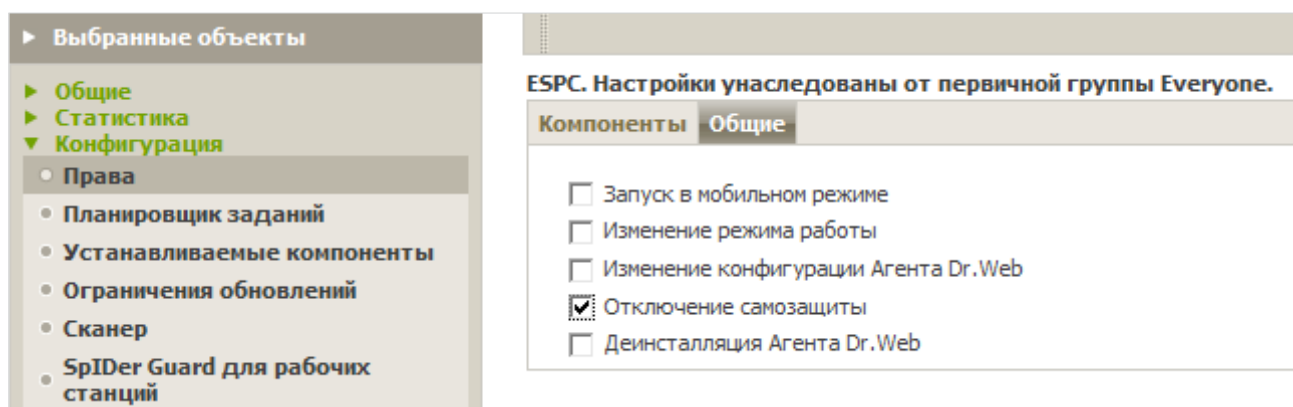 Выбранные объекты
Общие
Статистика
Конфигурация
Права
Планировщик заданий
Устанавливаемые компоненты
Ограничения обновлений
Сканер
SpIDer Guard для рабочих
станций
ESPC. Настройки унаследованы от первичной группы Everyone.
Компоненты Общие
Запуск в мобильном режиме
Изменение режима работы
Изменение конфигурации Агента Dr.Web
Отключение самозащиты
Деинсталляция Агента Dr.Web